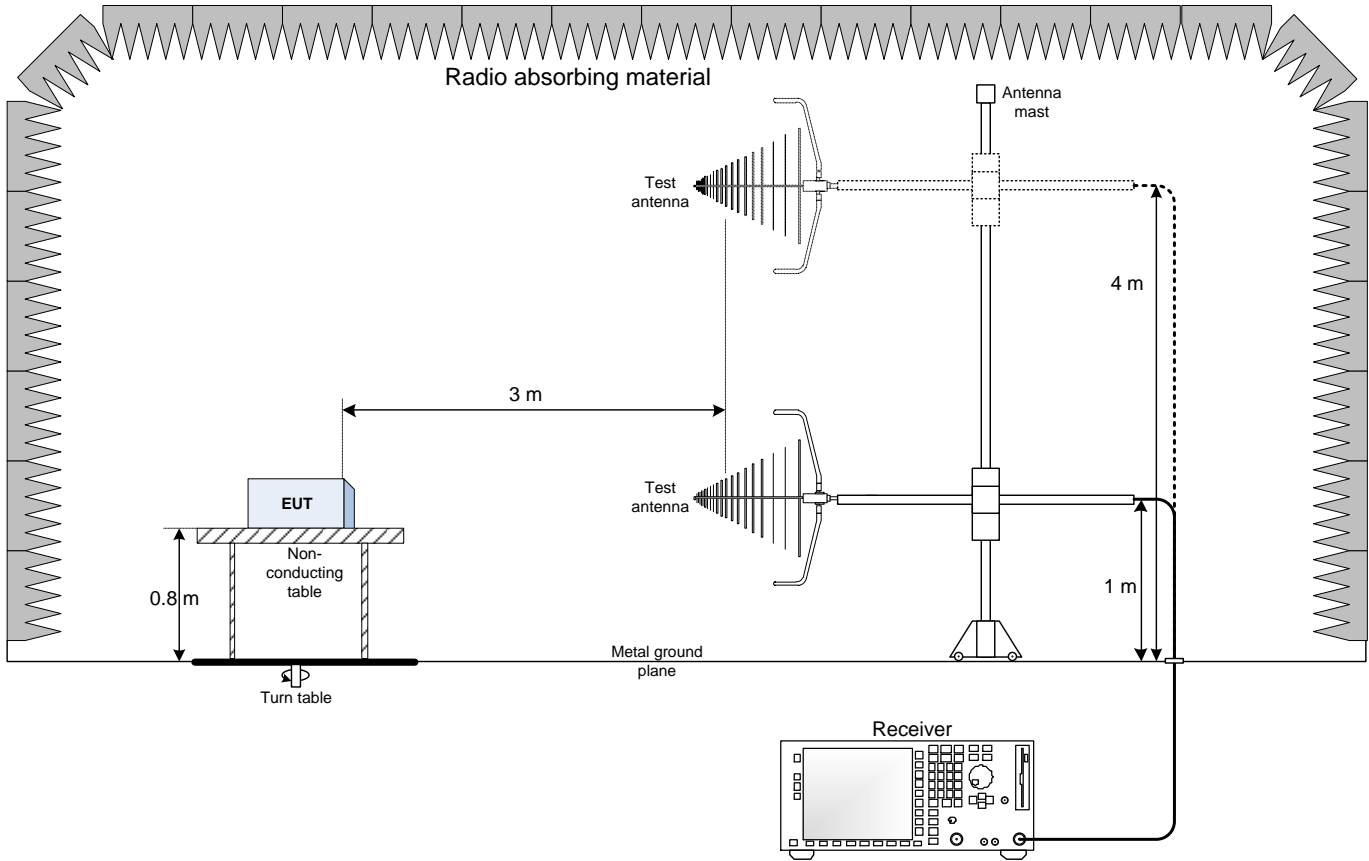 Radio absorbing material
Antenna
mast
Test
antenna
4 m
3 m
Test
antenna
EUT
Non-
conducting
table
0.8 m
1 m
Metal ground
plane
Turn table
Receiver